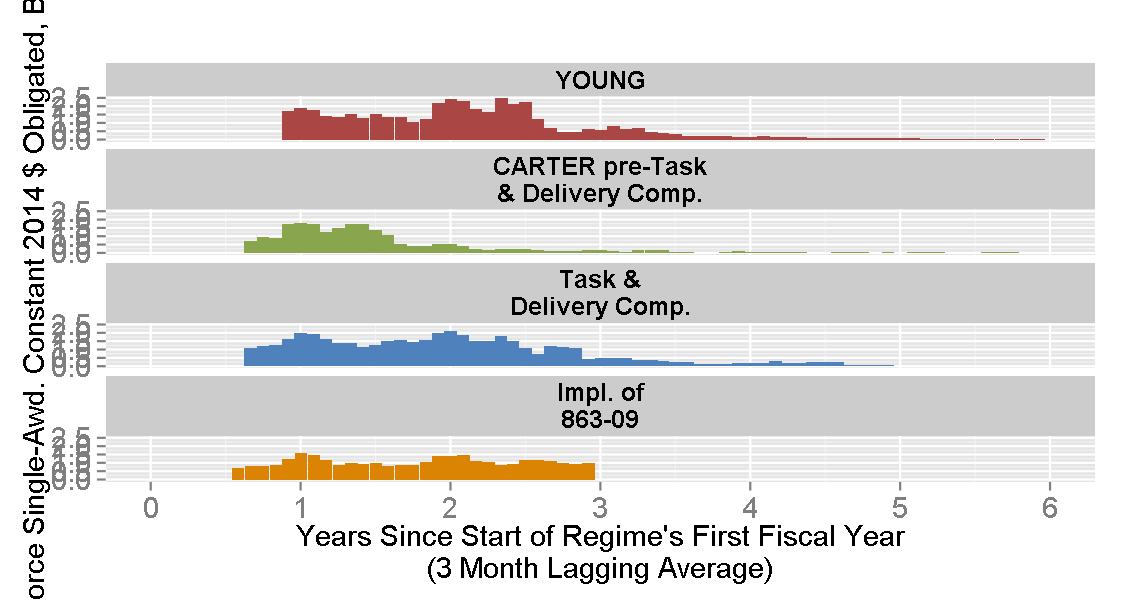 orce Single-Awd. Constant 2014 $ Obligated,
YOUNG
CARTER pre-Task
& Delivery Comp.
Task &
Delivery Comp.
Impl. of
863-09
0 1 2 3 4 5 6
Years Since Start of Regime's First Fiscal Year
(3 Month Lagging Average)